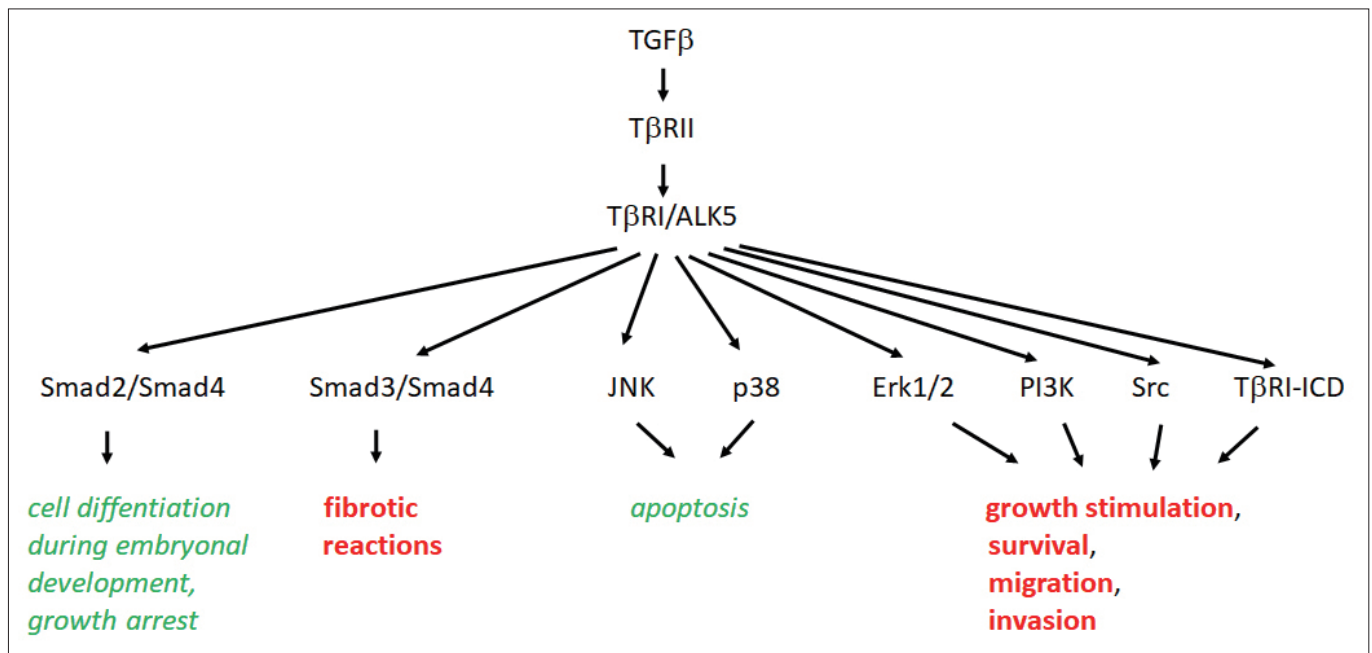 TGFβ
TβRII
TβRI/ALK5
Smad2/Smad4 Smad3/Smad4 JNK p38 Erk1/2 PI3K Src TβRI-ICD
cell diffentiation
during embryonal
development,
growth arrest
fibrotic
reactions
apoptosis
growth stimulation,
survival,
migration,
invasion